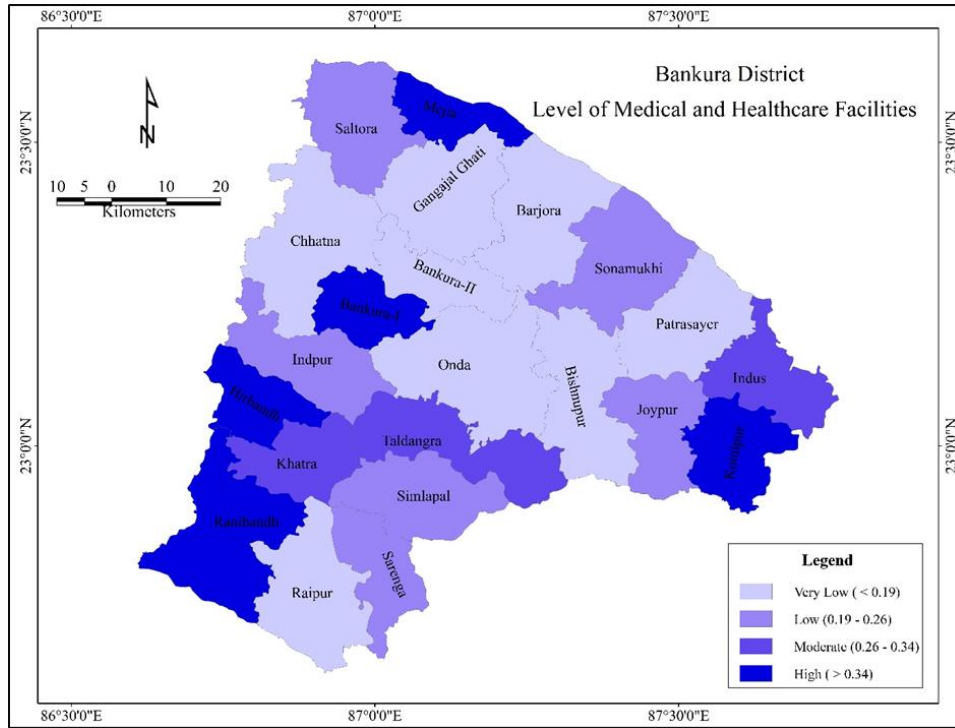 86°30'0"E 87°0'0"E 87°30'0"E
Bankura District
Level of Medical and Healthcare Facilities
N
10 5 0 10 20
Kilometers
23°30'0"N 23°30'0"N
Mejia
Saltora
Gangajal Ghati
Barjora
Chhatna
Sonamukhi
Bankura-II
Bankura-I
Patrasayer
Indpur
Onda
Bishnupur
Indus
Hirbandh
Joypur
Taldangra
Kotulpur
23°0'0"N 23°0'0"N
Khatra
Simlapal
Ranibandh
Sarenga
Raipur
Legend
Very Low ( < 0.19)
Low (0.19 - 0.26)
Moderate (0.26 - 0.34)
High ( > 0.34)
86°30'0"E 87°0'0"E 87°30'0"E